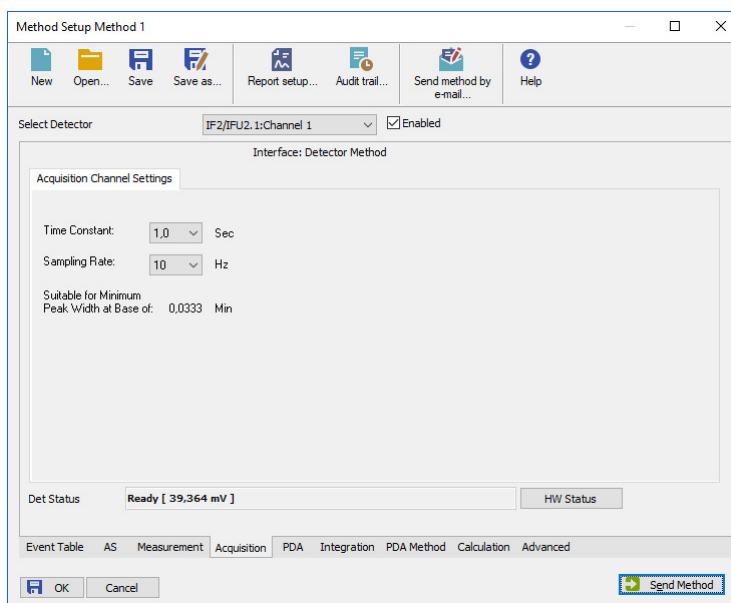 Method Setup Method 1
New Open... Save Save as... Report setup... Audit trail... Send method by e-mail... Help
Select Detector IF2/IFU2.1:Channel 1 Enabled
Interface: Detector Method
Acquisition Channel Settings
Time Constant: 1,0 Sec
Sampling Rate: 10 Hz
Suitable for Minimum
Peak Width at Base of: 0,0333 Min
Det Status Ready [ 39,364 mV ] HW Status
Event Table AS Measurement Acquisition PDA Integration PDA Method Calculation Advanced
OK Cancel Send Method